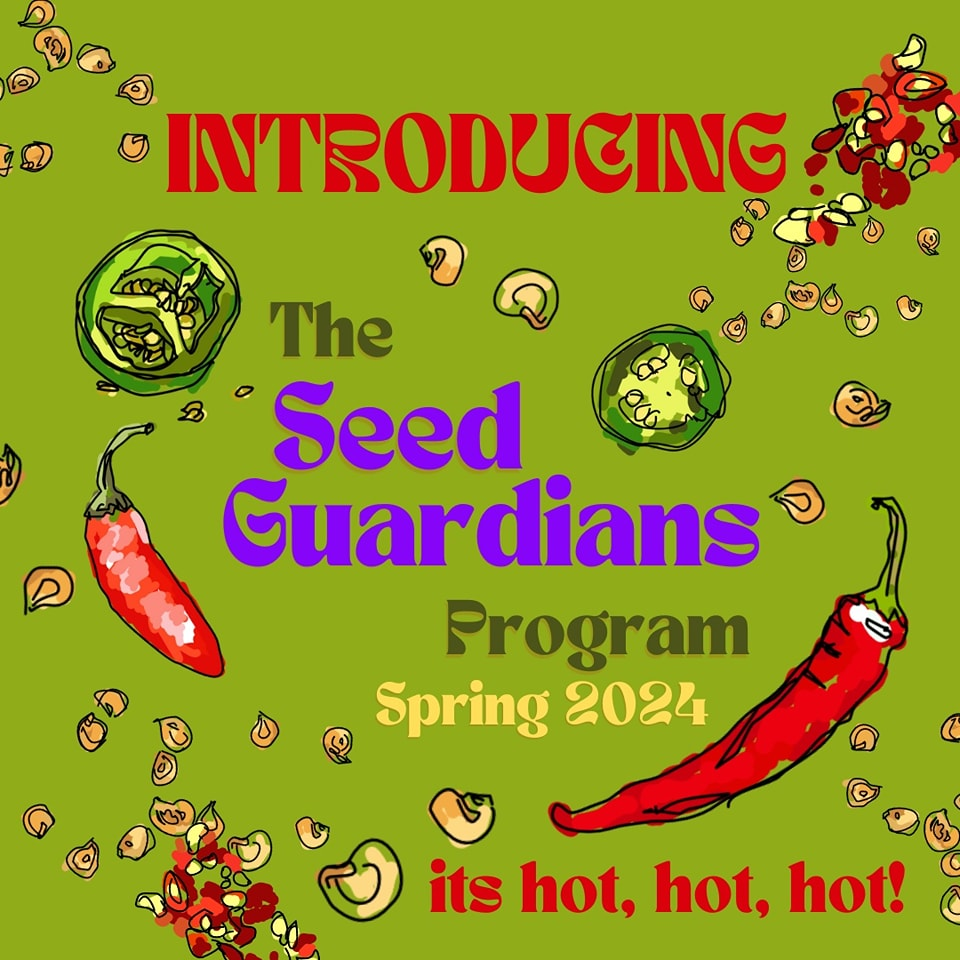 INTRODUCING
The
Seed
Guardians
Program
Spring 2024
its hot, hot, hot!